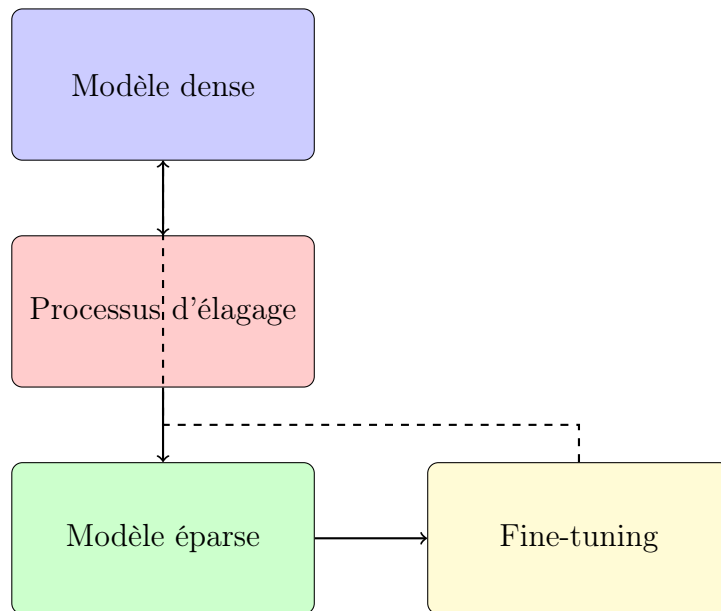 Modèle dense
Processus d'élagage
Modèle éparse
Fine-tuning